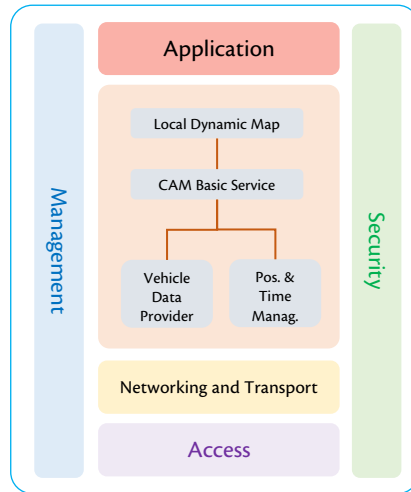 Application
Local Dynamic Map
CAM Basic Service
Vehicle
Data
Provider
Pos. &
Time
Manag.
Networking and Transport
Access
Management
Security